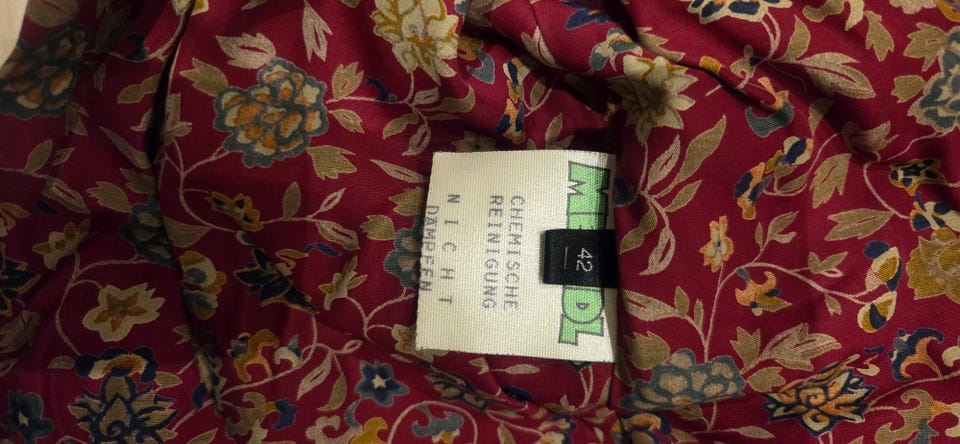 42
CHEMISCHE
REINIGUNG
N I C H T
DAMPFEN